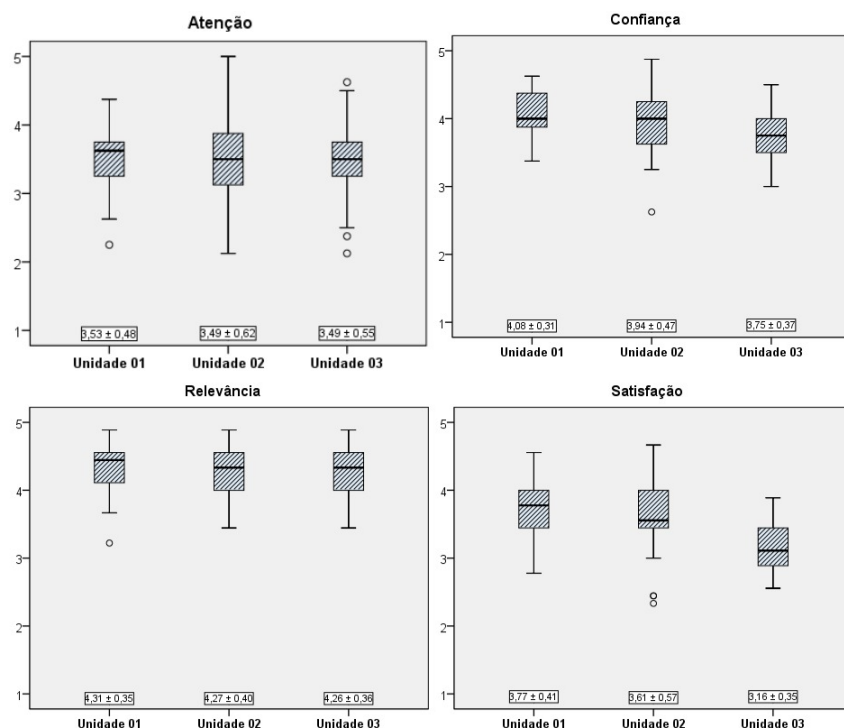 Atenção
5
4
3
2
1
3,53 ± 0,48
3,49 ± 0,62
3,49 ± 0,55
Unidade 01
Unidade 02
Unidade 03
Confiança
5
4
3
2
1
4,08 ± 0,31
3,94 ± 0,47
3,75 ± 0,37
Unidade 01
Unidade 02
Unidade 03
Relevância
5
4
3
2
1
4,31 ± 0,35
4,27 ± 0,40
4,26 ± 0,36
Unidade 01
Unidade 02
Unidade 03
Satisfação
5
4
3
2
1
3,77 ± 0,41
3,61 ± 0,57
3,16 ± 0,35
Unidade 01
Unidade 02
Unidade 03